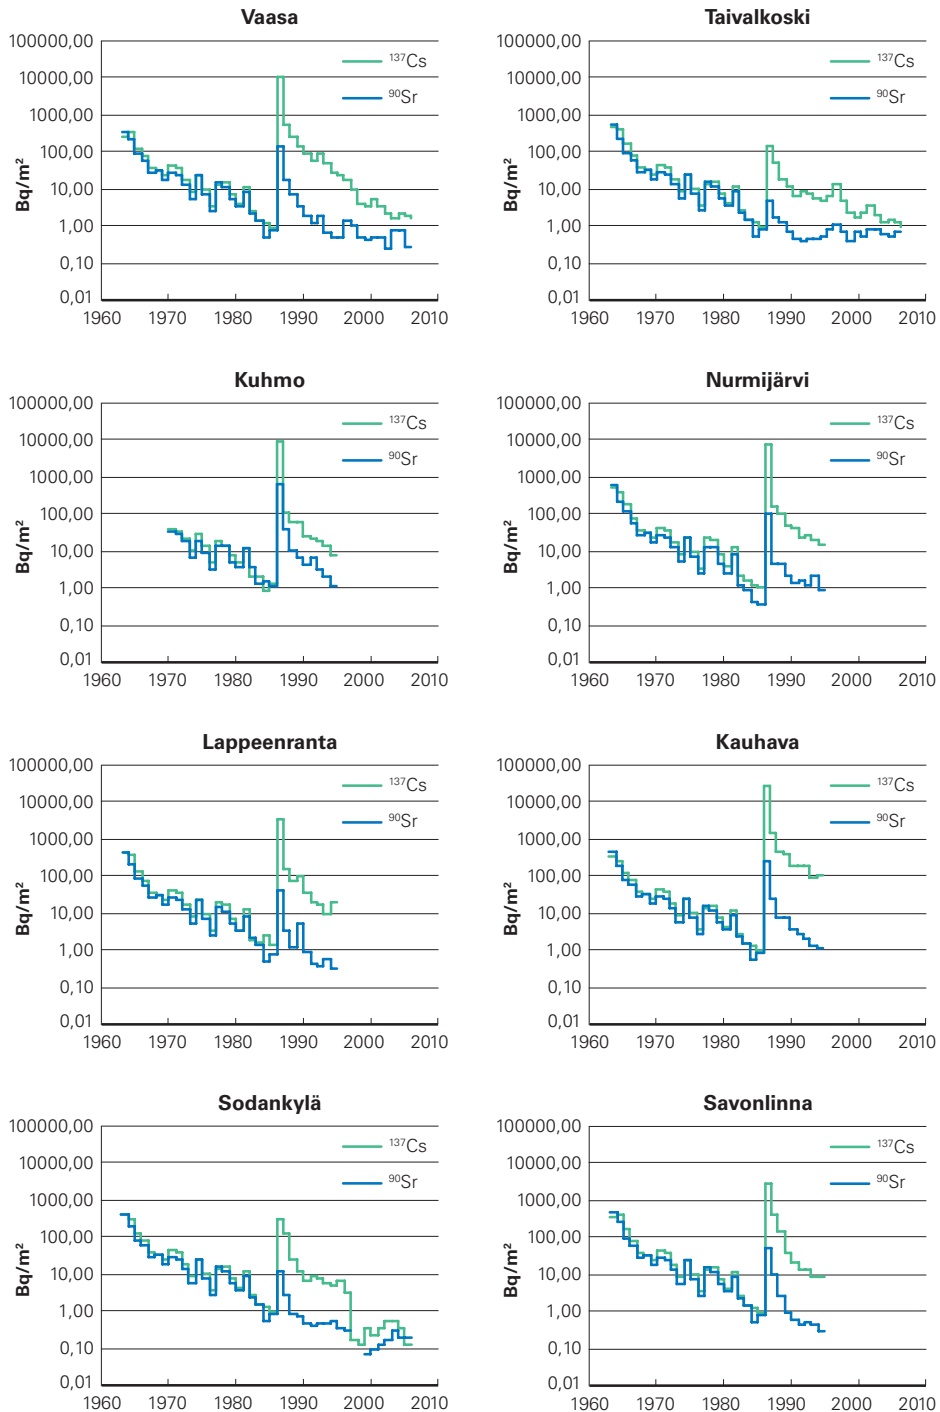 Vaasa
100000,00
10000,00
1000,00
100,00
10,00
1,00
0,10
0,01
Bq/m²
1960 1970 1980 1990 2000 2010
¹³⁷Cs
⁹⁰Sr
Taivalkoski
100000,00
10000,00
1000,00
100,00
10,00
1,00
0,10
0,01
Bq/m²
1960 1970 1980 1990 2000 2010
¹³⁷Cs
⁹⁰Sr
Kuhmo
100000,00
10000,00
1000,00
100,00
10,00
1,00
0,10
0,01
Bq/m²
1960 1970 1980 1990 2000 2010
¹³⁷Cs
⁹⁰Sr
Nurmijärvi
100000,00
10000,00
1000,00
100,00
10,00
1,00
0,10
0,01
Bq/m²
1960 1970 1980 1990 2000 2010
¹³⁷Cs
⁹⁰Sr
Lappeenranta
100000,00
10000,00
1000,00
100,00
10,00
1,00
0,10
0,01
Bq/m²
1960 1970 1980 1990 2000 2010
¹³⁷Cs
⁹⁰Sr
Kauhava
100000,00
10000,00
1000,00
100,00
10,00
1,00
0,10
0,01
Bq/m²
1960 1970 1980 1990 2000 2010
¹³⁷Cs
⁹⁰Sr
Sodankylä
100000,00
10000,00
1000,00
100,00
10,00
1,00
0,10
0,01
Bq/m²
1960 1970 1980 1990 2000 2010
¹³⁷Cs
⁹⁰Sr
Savonlinna
100000,00
10000,00
1000,00
100,00
10,00
1,00
0,10
0,01
Bq/m²
1960 1970 1980 1990 2000 2010
¹³⁷Cs
⁹⁰Sr